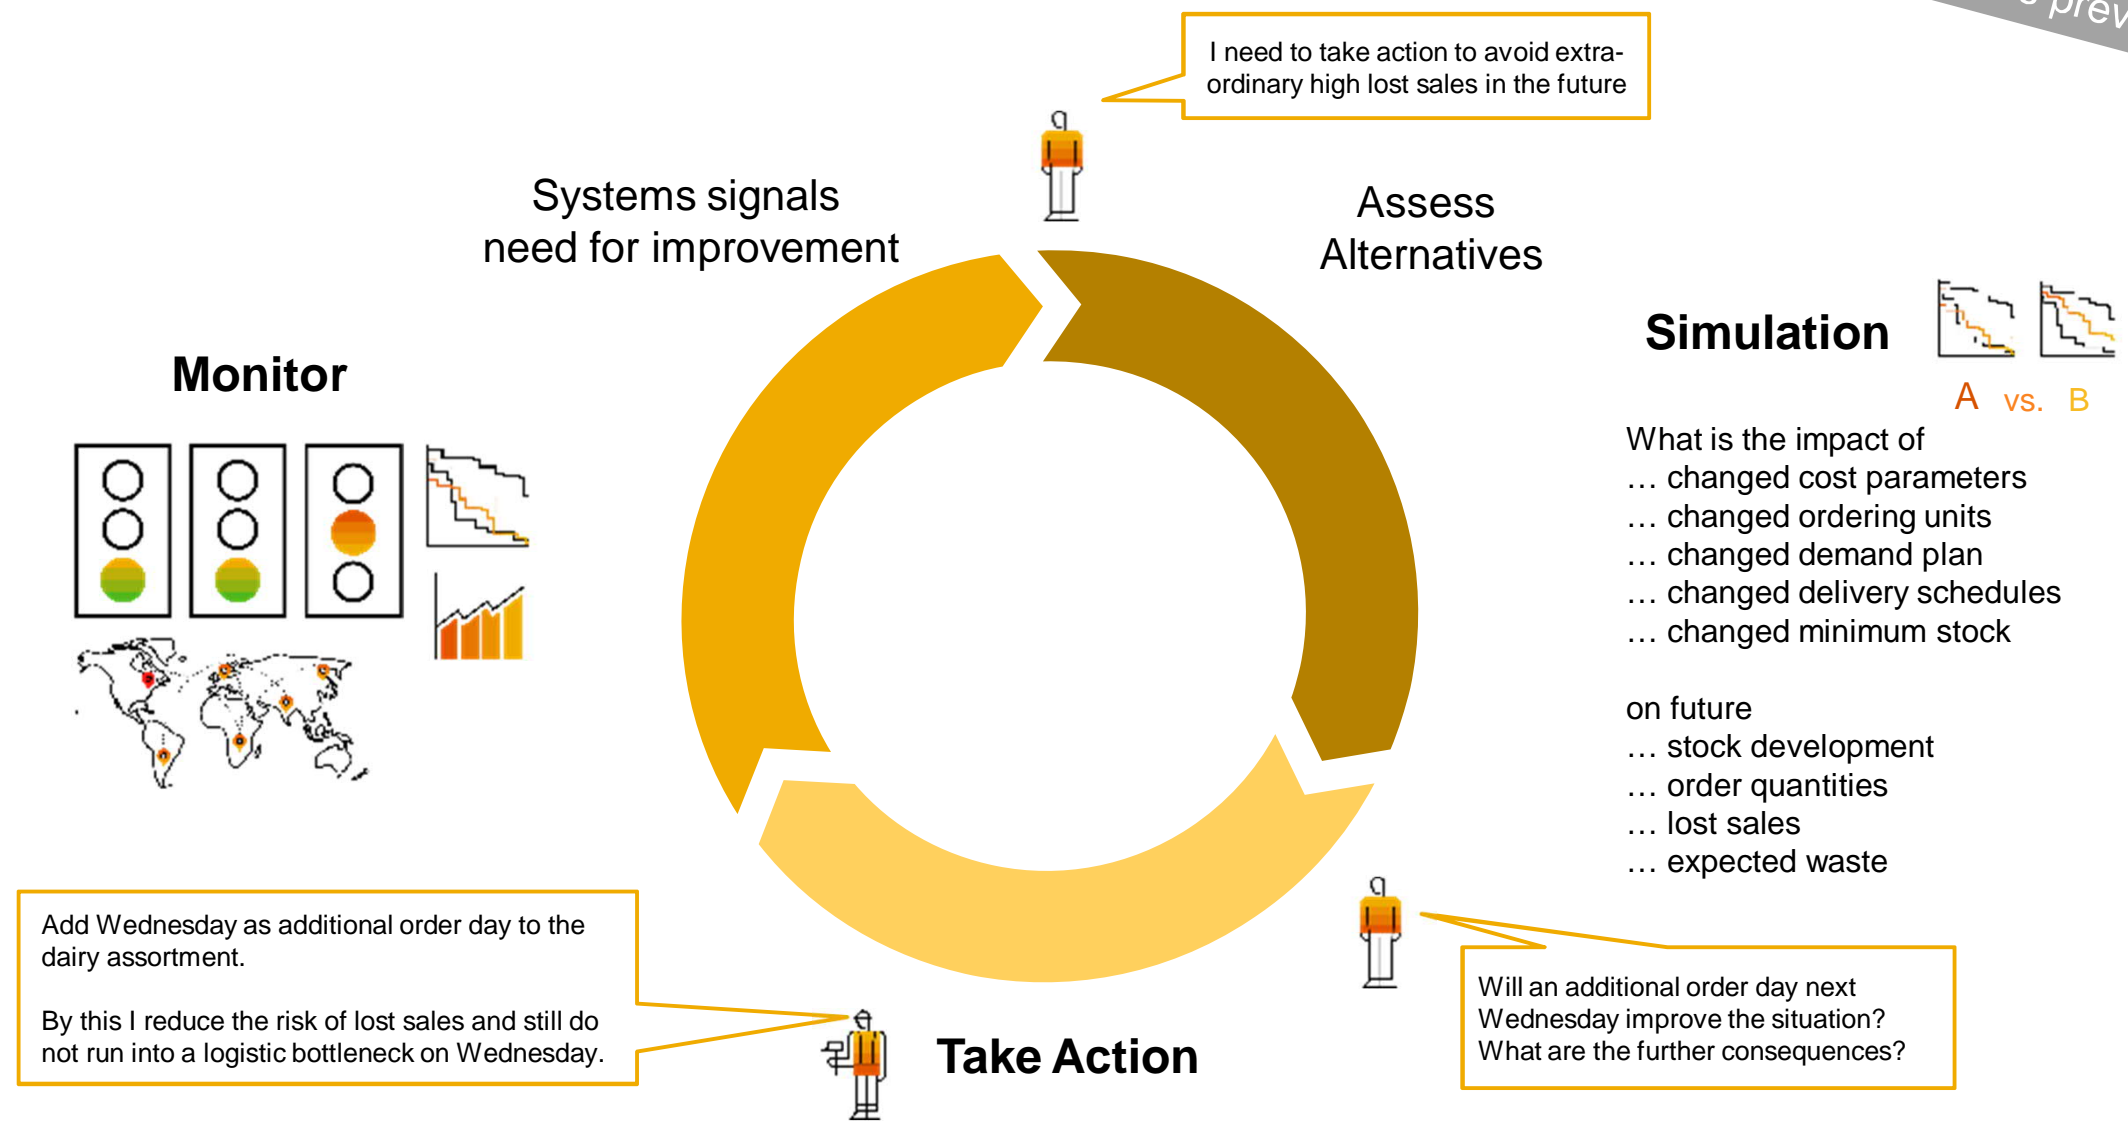 prev
I need to take action to avoid extra-
ordinary high lost sales in the future
Systems signals
need for improvement
Assess
Alternatives
Monitor
Simulation
A vs. B
What is the impact of
… changed cost parameters
… changed ordering units
… changed demand plan
… changed delivery schedules
… changed minimum stock
on future
… stock development
… order quantities
… lost sales
… expected waste
Add Wednesday as additional order day to the
dairy assortment.
By this I reduce the risk of lost sales and still do
not run into a logistic bottleneck on Wednesday.
Take Action
Will an additional order day next
Wednesday improve the situation?
What are the further consequences?